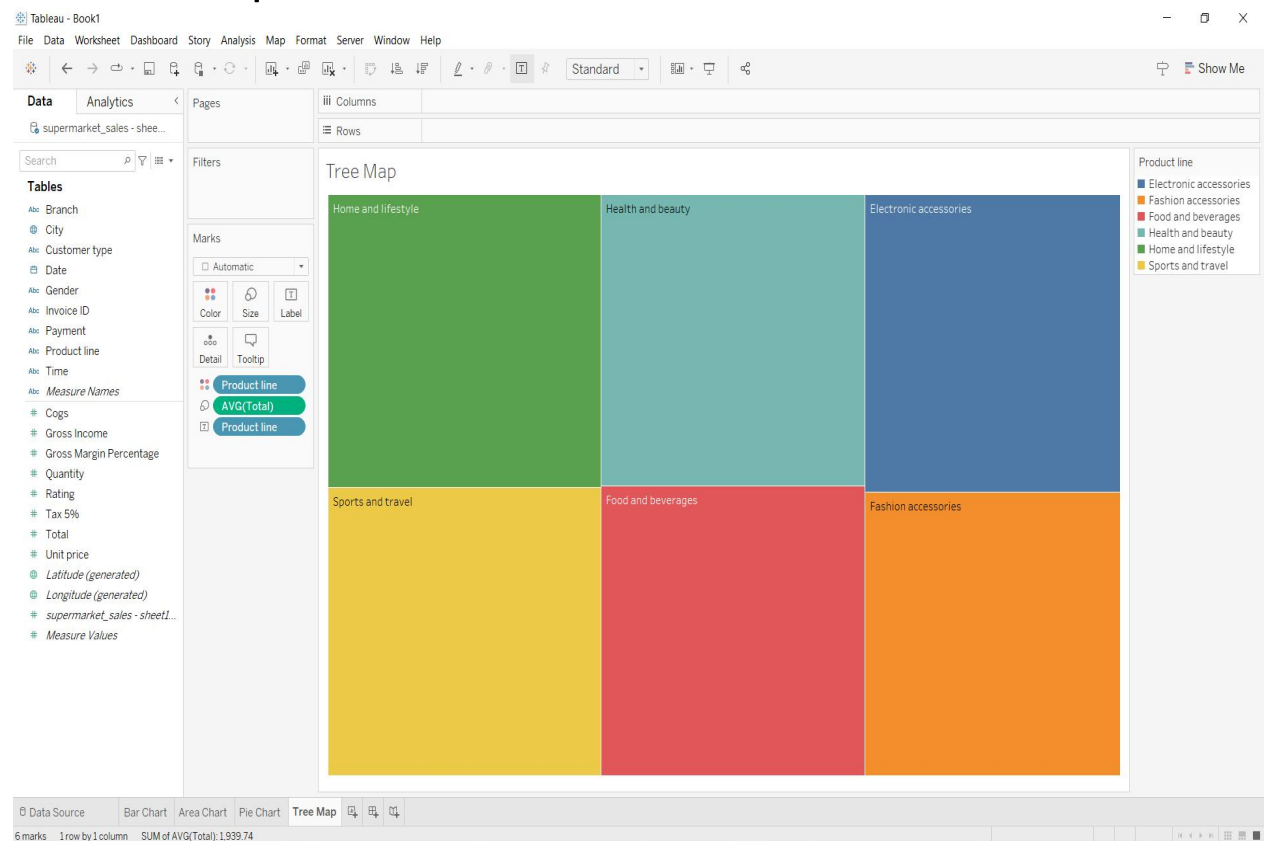 Tableau - Book1
File Data Worksheet Dashboard Story Analysis Map Format Server Window Help
Standard
Show Me
Data Analytics
supermarket_sales - shee...
Search
Tables
Abc Branch
City
Abc Customer type
Date
Abc Gender
Abc Invoice ID
Abc Payment
Abc Product line
Abc Time
Abc Measure Names
# Cogs
# Gross Income
# Gross Margin Percentage
# Quantity
# Rating
# Tax 5%
# Total
# Unit price
Latitude (generated)
Longitude (generated)
# supermarket_sales - sheet1...
# Measure Values
Pages
Filters
Marks
Automatic
Color Size Label
Detail Tooltip
Product line
AVG(Total)
Product line
iii Columns
Rows
Tree Map
Home and lifestyle
Health and beauty
Electronic accessories
Sports and travel
Food and beverages
Fashion accessories
Product line
Electronic accessories
Fashion accessories
Food and beverages
Health and beauty
Home and lifestyle
Sports and travel
Data Source Bar Chart Area Chart Pie Chart Tree Map
6 marks 1 row by 1 column SUM of AVG(Total): 1,939.74